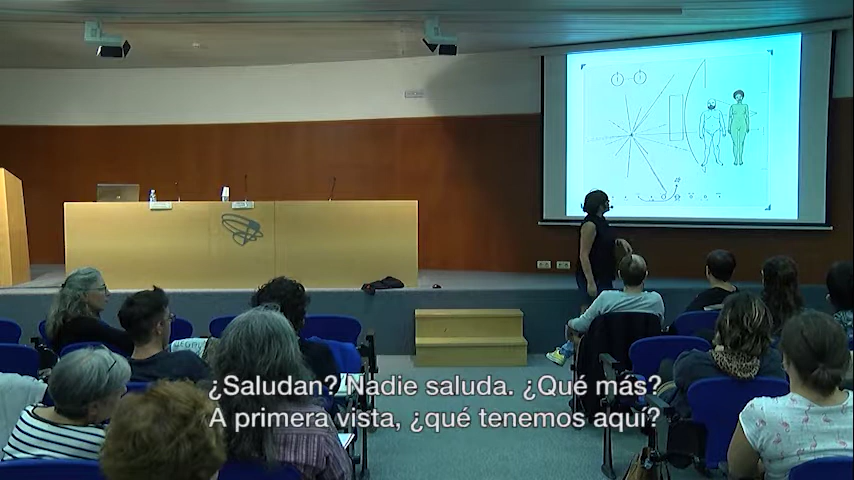 ¿Saludan? Nadie saluda. ¿Qué más?
A primera vista, ¿qué tenemos aquí?